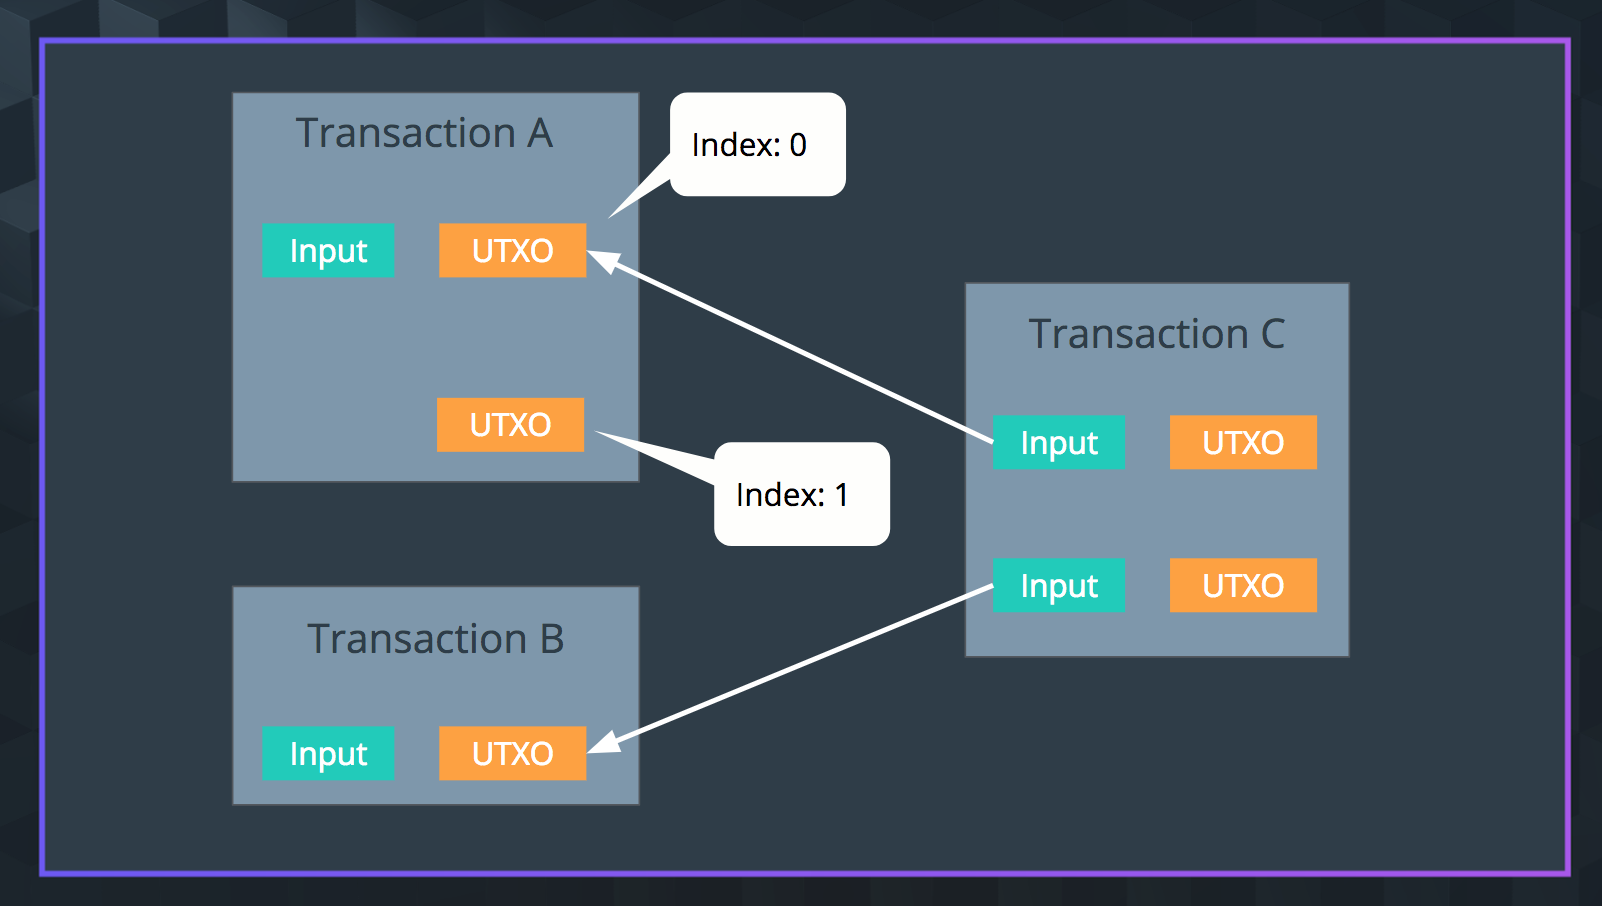 Transaction A
Index: 0
Input
UTXO
UTXO
Index: 1
Transaction B
Input
UTXO
Transaction C
Input
UTXO
Input
UTXO